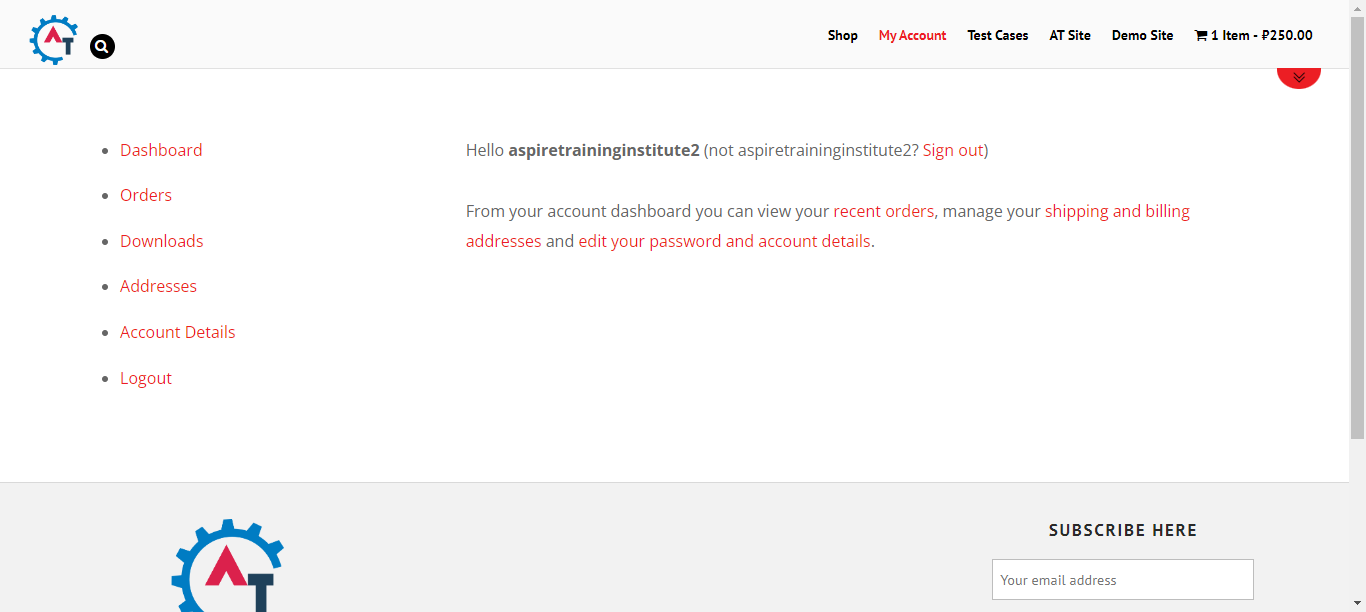 AT
Shop My Account Test Cases AT Site Demo Site 1 Item - ₽250.00
Dashboard
Orders
Downloads
Addresses
Account Details
Logout
Hello aspiretraininginstitute2 (not aspiretraininginstitute2? Sign out)
From your account dashboard you can view your recent orders, manage your shipping and billing
addresses and edit your password and account details.
AT
SUBSCRIBE HERE
Your email address